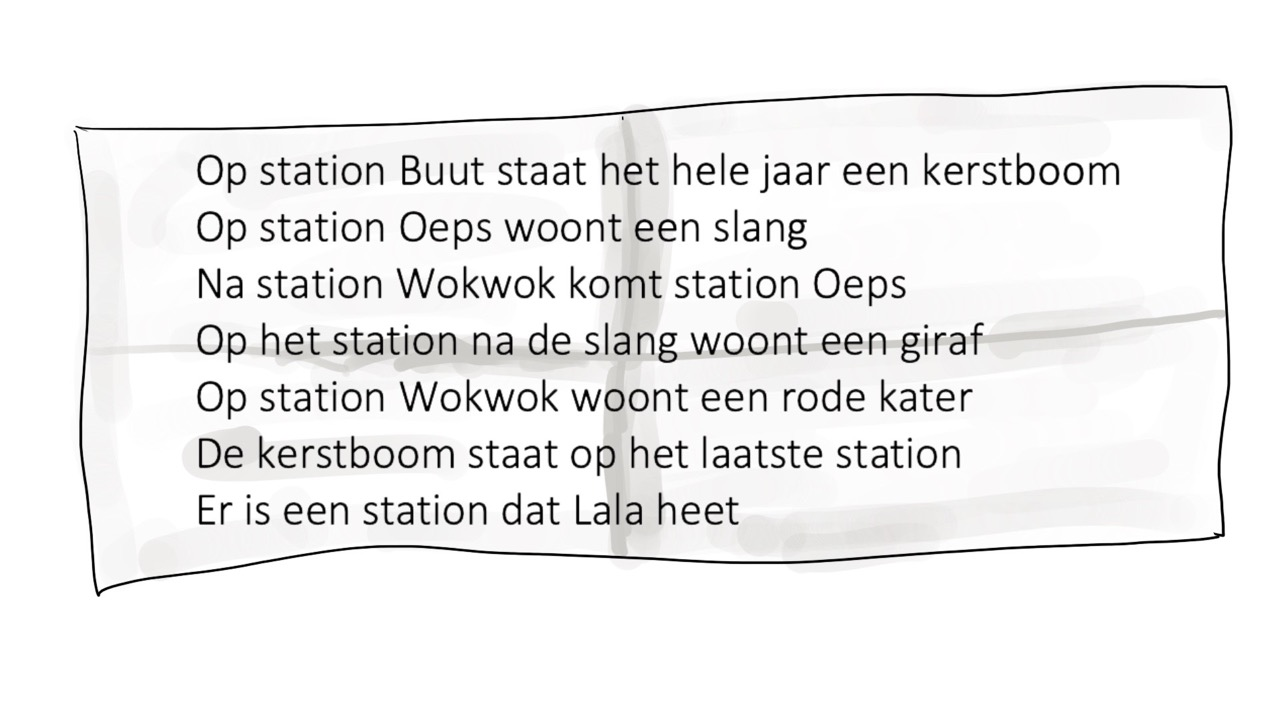 Op station Buut staat het hele jaar een kerstboom
Op station Oeps woont een slang
Na station Wokwok komt station Oeps
Op het station na de slang woont een giraf
Op station Wokwok woont een rode kater
De kerstboom staat op het laatste station
Er is een station dat Lala heet